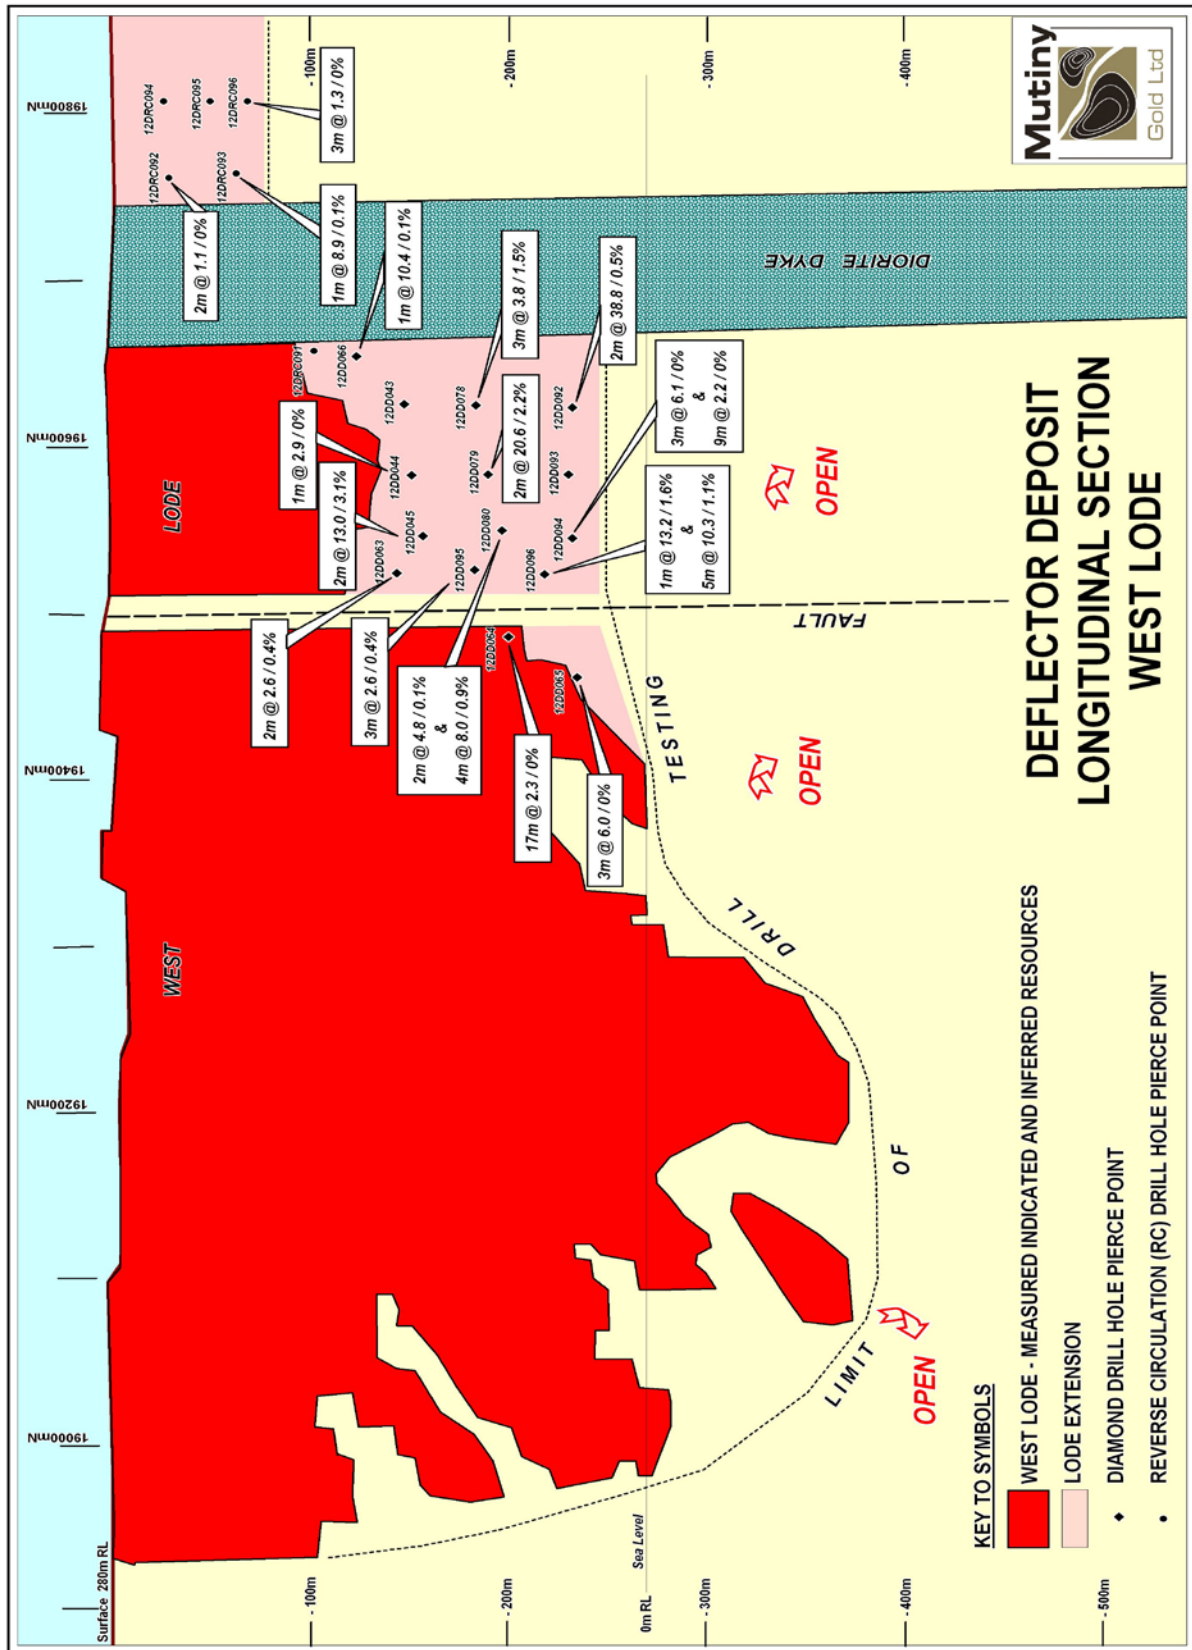 19000mN
19200mN
19400mN
19600mN
19800mN
Surface 280m RL
WEST
LODE
12DRC094
12DRC095
12DRC096
12DRC092
12DRC093
3m @ 1.3 / 0%
2m @ 1.1 / 0%
1m @ 8.9 / 0.1%
1m @ 10.4 / 0.1%
12DRC091
12DD066
12DD043
12DD044
12DD045
12DD063
12DD078
12DD079
12DD080
12DD095
12DD092
12DD093
12DD094
12DD096
12DD064
12DD065
1m @ 2.9 / 0%
2m @ 13.0 / 3.1%
2m @ 2.6 / 0.4%
3m @ 2.6 / 0.4%
2m @ 4.8 / 0.1%
&
4m @ 8.0 / 0.9%
17m @ 2.3 / 0%
3m @ 6.0 / 0%
3m @ 3.8 / 1.5%
2m @ 20.6 / 2.2%
2m @ 38.8 / 0.5%
3m @ 6.1 / 0%
&
9m @ 2.2 / 0%
1m @ 13.2 / 1.6%
&
5m @ 10.3 / 1.1%
DIORITE DYKE
FAULT
- 100m
- 200m
Sea Level
0m RL
- 300m
- 400m
- 500m
- 100m
- 200m
- 300m
- 400m
LIMIT OF DRILL TESTING
OPEN
OPEN
OPEN
KEY TO SYMBOLS
WEST LODE - MEASURED INDICATED AND INFERRED RESOURCES
LODE EXTENSION
DIAMOND DRILL HOLE PIERCE POINT
REVERSE CIRCULATION (RC) DRILL HOLE PIERCE POINT
DEFLECTOR DEPOSIT
LONGITUDINAL SECTION
WEST LODE
Mutiny
Gold Ltd